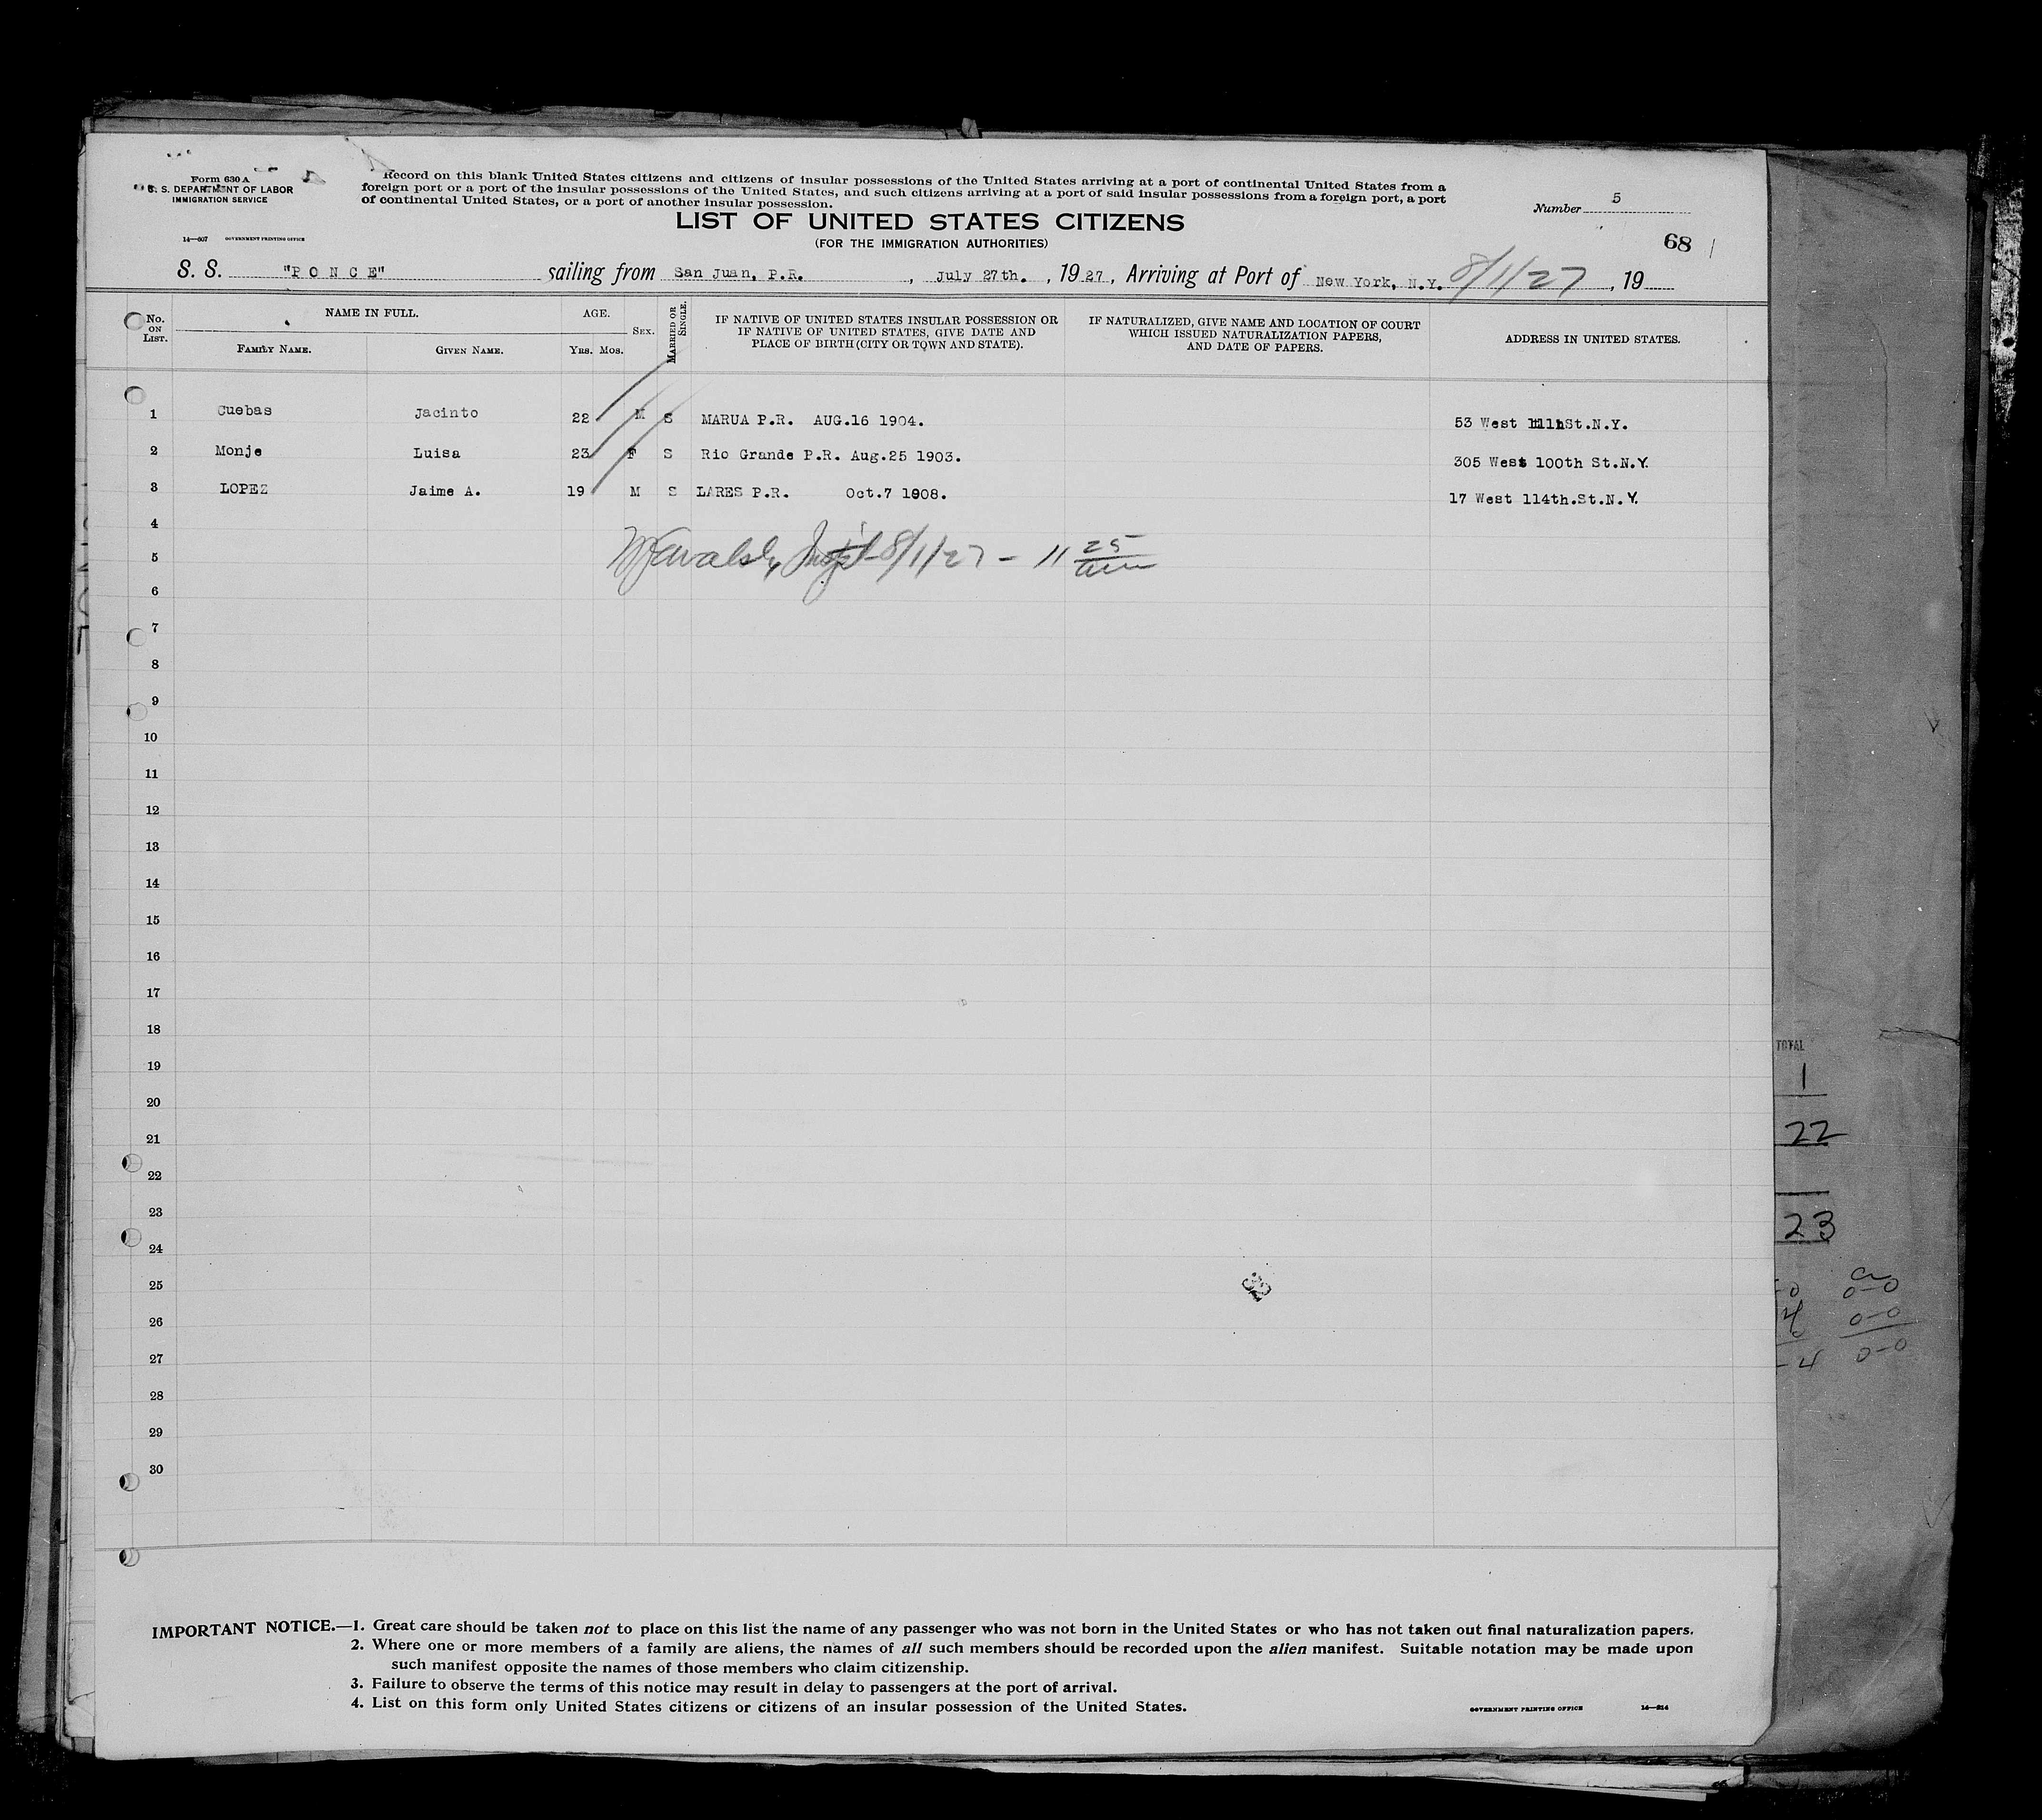 Form 630 A
U. S. DEPARTMENT OF LABOR
IMMIGRATION SERVICE
14—607 GOVERNMENT PRINTING OFFICE
Record on this blank United States citizens and citizens of insular possessions of the United States arriving at a port of continental United States from a
foreign port or a port of the insular possessions of the United States, and such citizens arriving at a port of said insular possessions from a foreign port, a port
of continental United States, or a port of another insular possession.
Number 5
LIST OF UNITED STATES CITIZENS
(FOR THE IMMIGRATION AUTHORITIES)
68
S. S. "P O N C E" sailing from San Juan, P.R. , July 27th. , 1927, Arriving at Port of New York, N.Y. 8/1/27 , 19
No. ON LIST. NAME IN FULL. FAMILY NAME. GIVEN NAME. AGE. YRS. MOS. SEX. MARRIED OR SINGLE. IF NATIVE OF UNITED STATES INSULAR POSSESSION OR IF NATIVE OF UNITED STATES, GIVE DATE AND PLACE OF BIRTH (CITY OR TOWN AND STATE). IF NATURALIZED, GIVE NAME AND LOCATION OF COURT WHICH ISSUED NATURALIZATION PAPERS, AND DATE OF PAPERS. ADDRESS IN UNITED STATES.
1 Cuebas Jacinto 22 M S MARUA P.R. AUG.16 1904. 53 West St.N.Y.
2 Monje Luisa 23 F S Rio Grande P.R. Aug.25 1903. 305 West 100th St.N.Y.
3 LOPEZ Jaime A. 19 M S LARES P.R. Oct.7 1908. 17 West 114th.St.N.Y.
4
5 Walsh, 8/1/27 - 11 25
6
7
8
9
10
11
12
13
14
15
16
17
18
19
20
21
22
23
24
25
26
27
28
29
30
TOTAL
1
22
23
32
IMPORTANT NOTICE.—1. Great care should be taken not to place on this list the name of any passenger who was not born in the United States or who has not taken out final naturalization papers.
2. Where one or more members of a family are aliens, the names of all such members should be recorded upon the alien manifest. Suitable notation may be made upon
such manifest opposite the names of those members who claim citizenship.
3. Failure to observe the terms of this notice may result in delay to passengers at the port of arrival.
4. List on this form only United States citizens or citizens of an insular possession of the United States.
GOVERNMENT PRINTING OFFICE